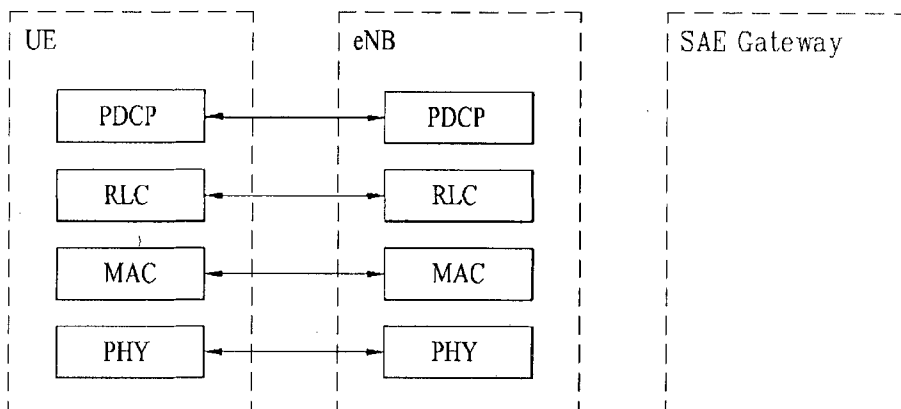 UE
eNB
SAE Gateway
PDCP
PDCP
RLC
RLC
MAC
MAC
PHY
PHY